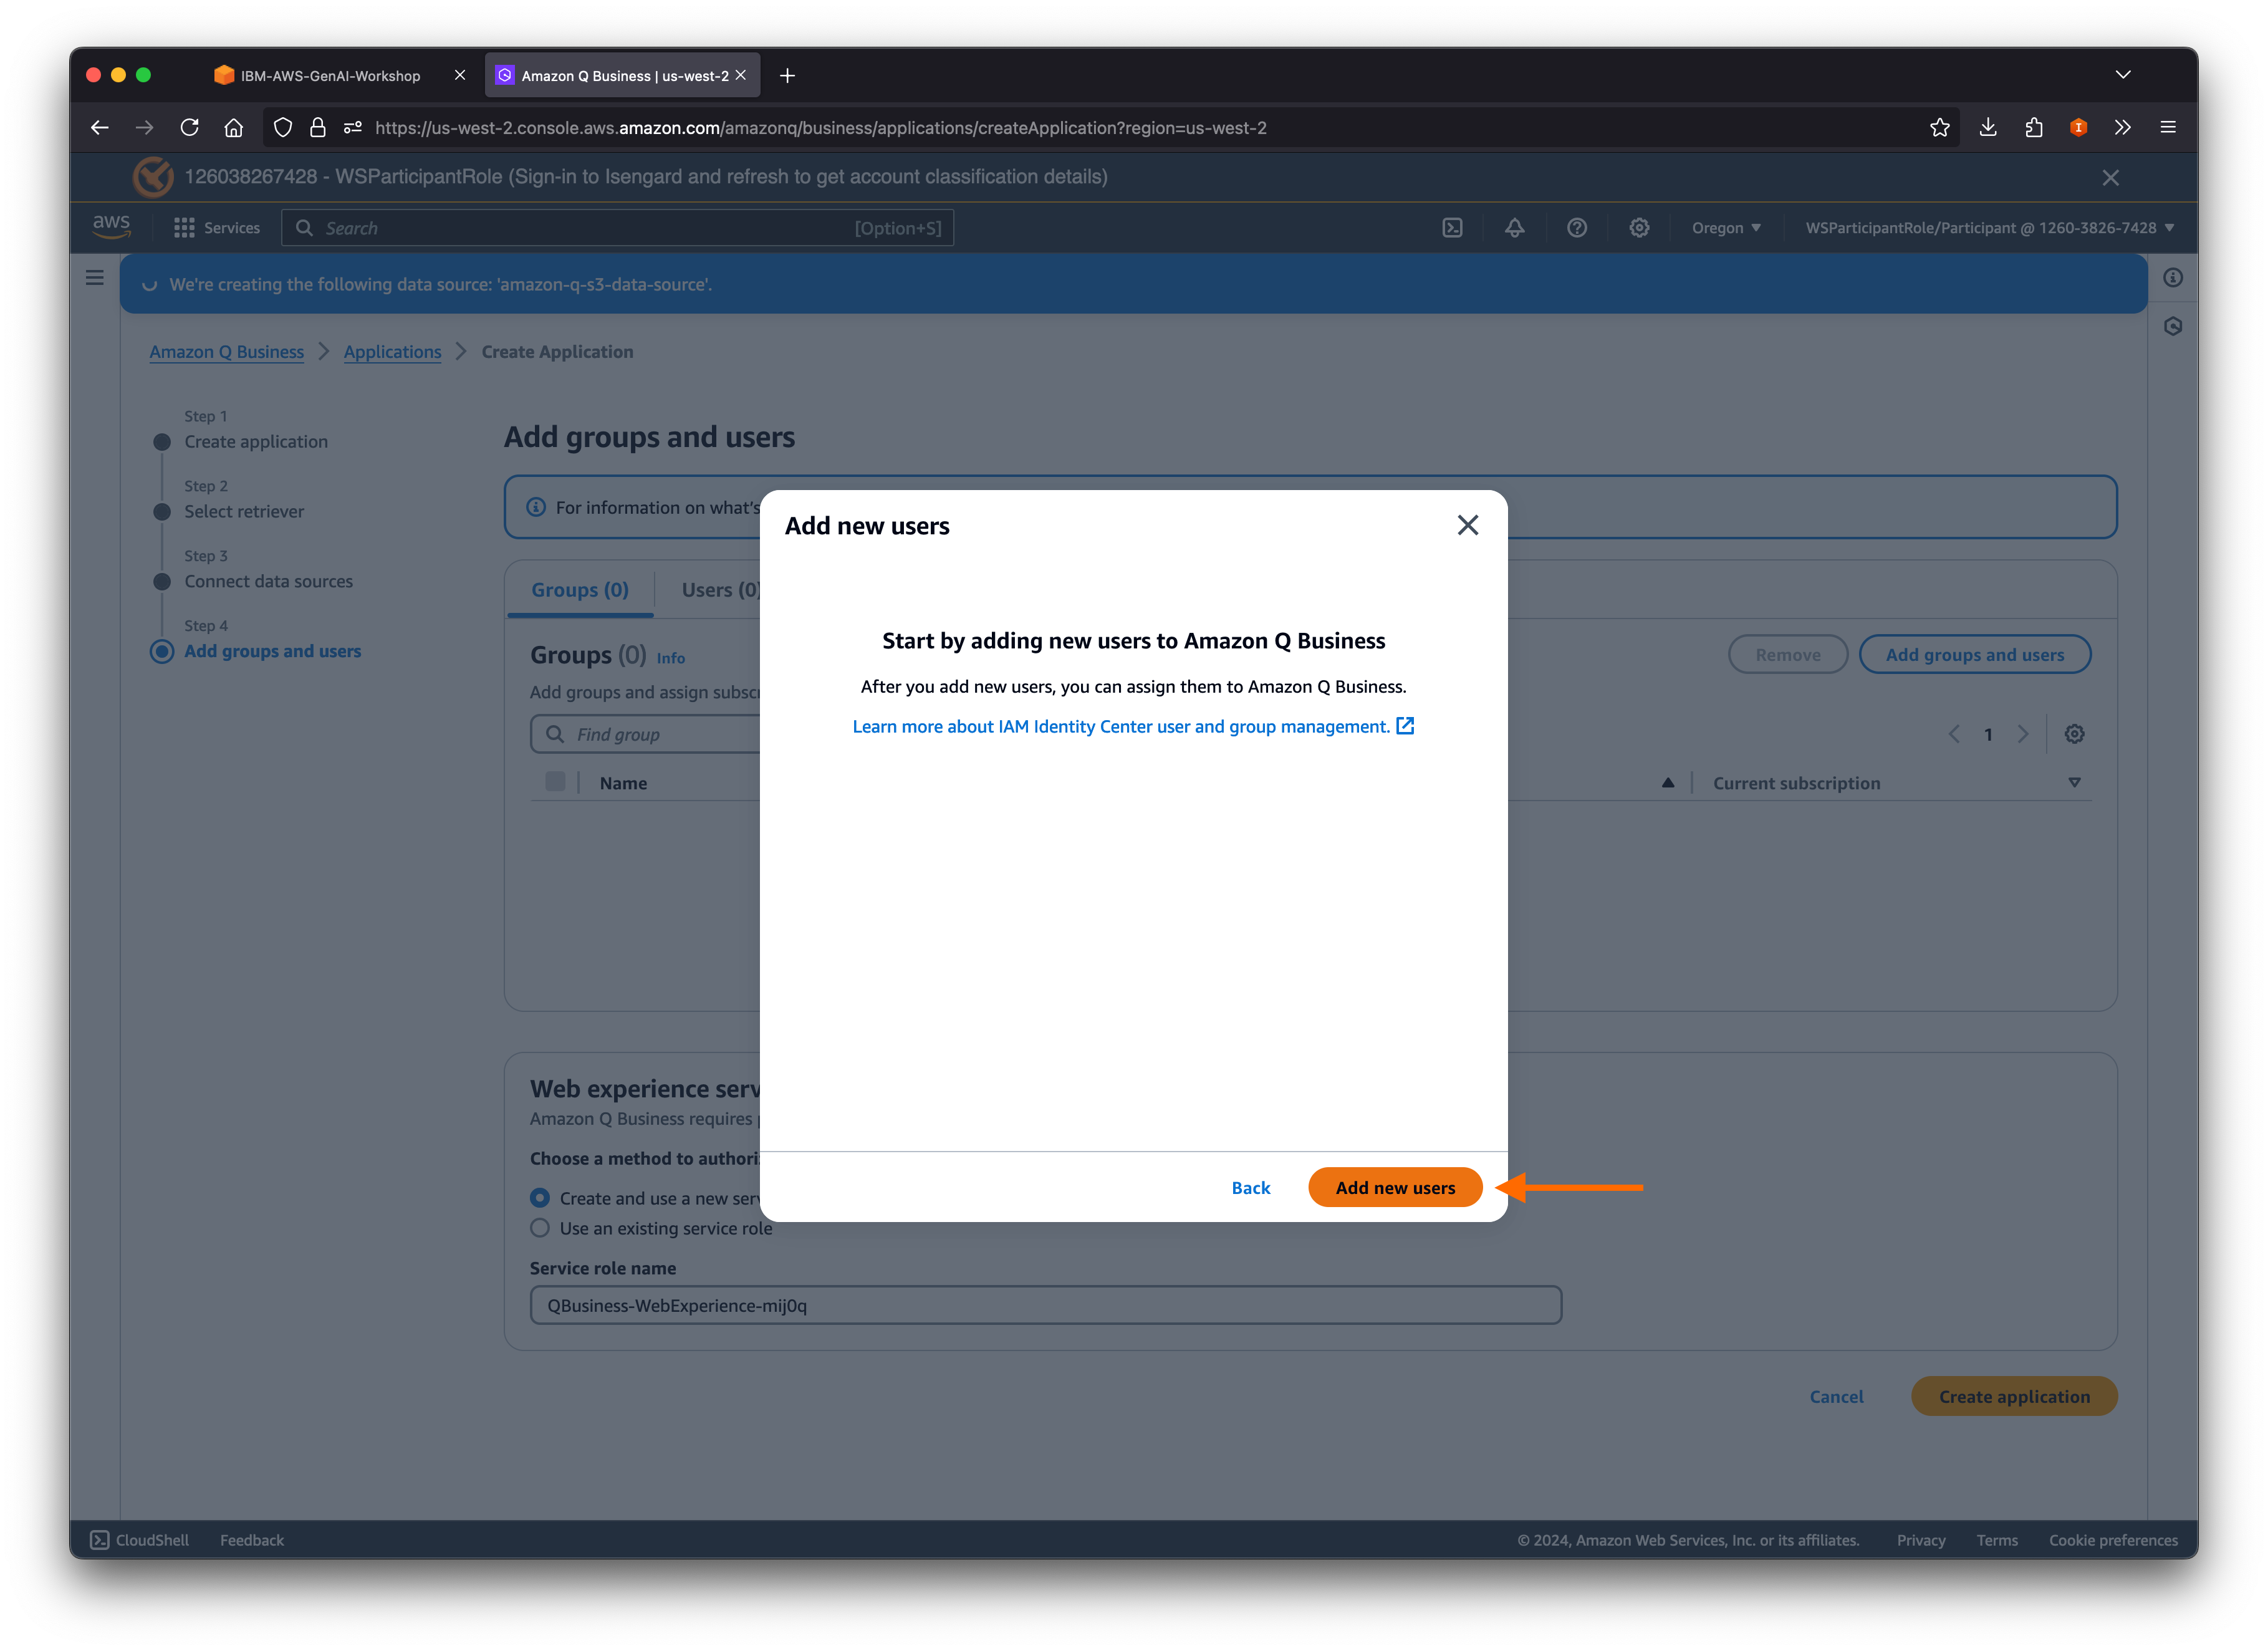 IBM-AWS-GenAI-Workshop
Amazon Q Business | us-west-2
https://us-west-2.console.aws.amazon.com/amazonq/business/applications/createApplication?region=us-west-2
126038267428 - WSParticipantRole (Sign-in to Isengard and refresh to get account classification details)
aws
Services
Search
[Option+S]
Oregon
WSParticipantRole/Participant @ 1260-3826-7428
We're creating the following data source: 'amazon-q-s3-data-source'.
Amazon Q Business
Applications
Create Application
Step 1
Create application
Step 2
Select retriever
Step 3
Connect data sources
Step 4
Add groups and users
Add groups and users
For information on what's
Groups (0)
Users (0)
Groups (0) Info
Remove
Add groups and users
Add groups and assign subscr
Find group
1
Name
Current subscription
Add new users
Start by adding new users to Amazon Q Business
After you add new users, you can assign them to Amazon Q Business.
Learn more about IAM Identity Center user and group management.
Back
Add new users
Web experience serv
Amazon Q Business requires
Choose a method to authori
Create and use a new serv
Use an existing service role
Service role name
QBusiness-WebExperience-mij0q
Cancel
Create application
CloudShell
Feedback
© 2024, Amazon Web Services, Inc. or its affiliates.
Privacy
Terms
Cookie preferences